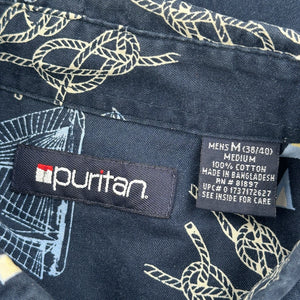 puritan.
MENS M (38/40)
MEDIUM
100% COTTON
MADE IN BANGLADESH
RN # 81897
UPC# 0 1737172627
SEE INSIDE FOR CARE